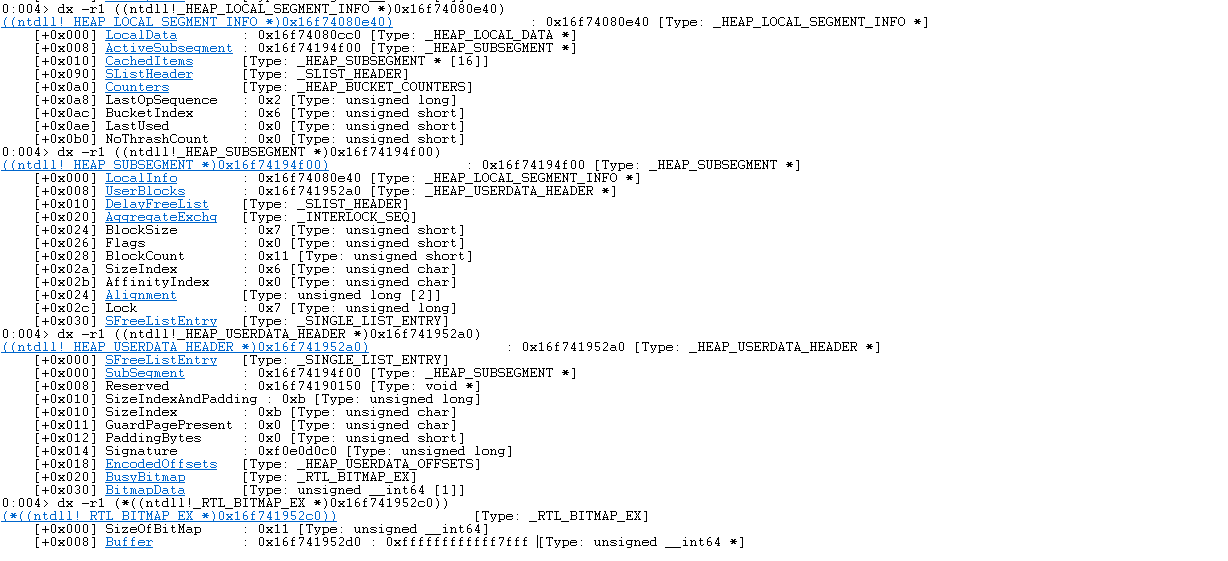 0:004> dx -r1 ((ntdll!_HEAP_LOCAL_SEGMENT_INFO *)0x16f74080e40)
((ntdll!_HEAP_LOCAL_SEGMENT_INFO *)0x16f74080e40) : 0x16f74080e40 [Type: _HEAP_LOCAL_SEGMENT_INFO *]
[+0x000] LocalData : 0x16f74080cc0 [Type: _HEAP_LOCAL_DATA *]
[+0x008] ActiveSubsegment : 0x16f74194f00 [Type: _HEAP_SUBSEGMENT *]
[+0x010] CachedItems [Type: _HEAP_SUBSEGMENT * [16]]
[+0x090] SListHeader [Type: _SLIST_HEADER]
[+0x0a0] Counters [Type: _HEAP_BUCKET_COUNTERS]
[+0x0a8] LastOpSequence : 0x2 [Type: unsigned long]
[+0x0ac] BucketIndex : 0x6 [Type: unsigned short]
[+0x0ae] LastUsed : 0x0 [Type: unsigned short]
[+0x0b0] NoThrashCount : 0x0 [Type: unsigned short]
0:004> dx -r1 ((ntdll!_HEAP_SUBSEGMENT *)0x16f74194f00)
((ntdll!_HEAP_SUBSEGMENT *)0x16f74194f00) : 0x16f74194f00 [Type: _HEAP_SUBSEGMENT *]
[+0x000] LocalInfo : 0x16f74080e40 [Type: _HEAP_LOCAL_SEGMENT_INFO *]
[+0x008] UserBlocks : 0x16f741952a0 [Type: _HEAP_USERDATA_HEADER *]
[+0x010] DelayFreeList [Type: _SLIST_HEADER]
[+0x020] AggregateExchg [Type: _INTERLOCK_SEQ]
[+0x024] BlockSize : 0x7 [Type: unsigned short]
[+0x026] Flags : 0x0 [Type: unsigned short]
[+0x028] BlockCount : 0x11 [Type: unsigned short]
[+0x02a] SizeIndex : 0x6 [Type: unsigned char]
[+0x02b] AffinityIndex : 0x0 [Type: unsigned char]
[+0x024] Alignment [Type: unsigned long [2]]
[+0x02c] Lock : 0x7 [Type: unsigned long]
[+0x030] SFreeListEntry [Type: _SINGLE_LIST_ENTRY]
0:004> dx -r1 ((ntdll!_HEAP_USERDATA_HEADER *)0x16f741952a0)
((ntdll!_HEAP_USERDATA_HEADER *)0x16f741952a0) : 0x16f741952a0 [Type: _HEAP_USERDATA_HEADER *]
[+0x000] SFreeListEntry [Type: _SINGLE_LIST_ENTRY]
[+0x000] SubSegment : 0x16f74194f00 [Type: _HEAP_SUBSEGMENT *]
[+0x008] Reserved : 0x16f74190150 [Type: void *]
[+0x010] SizeIndexAndPadding : 0xb [Type: unsigned long]
[+0x010] SizeIndex : 0xb [Type: unsigned char]
[+0x011] GuardPagePresent : 0x0 [Type: unsigned char]
[+0x012] PaddingBytes : 0x0 [Type: unsigned short]
[+0x014] Signature : 0xf0e0d0c0 [Type: unsigned long]
[+0x018] EncodedOffsets [Type: _HEAP_USERDATA_OFFSETS]
[+0x020] BusyBitmap [Type: _RTL_BITMAP_EX]
[+0x030] BitmapData [Type: unsigned __int64 [1]]
0:004> dx -r1 (*((ntdll!_RTL_BITMAP_EX *)0x16f741952c0))
(*((ntdll!_RTL_BITMAP_EX *)0x16f741952c0)) [Type: _RTL_BITMAP_EX]
[+0x000] SizeOfBitMap : 0x11 [Type: unsigned __int64]
[+0x008] Buffer : 0x16f741952d0 : 0xffffffffffff7fff [Type: unsigned __int64 *]